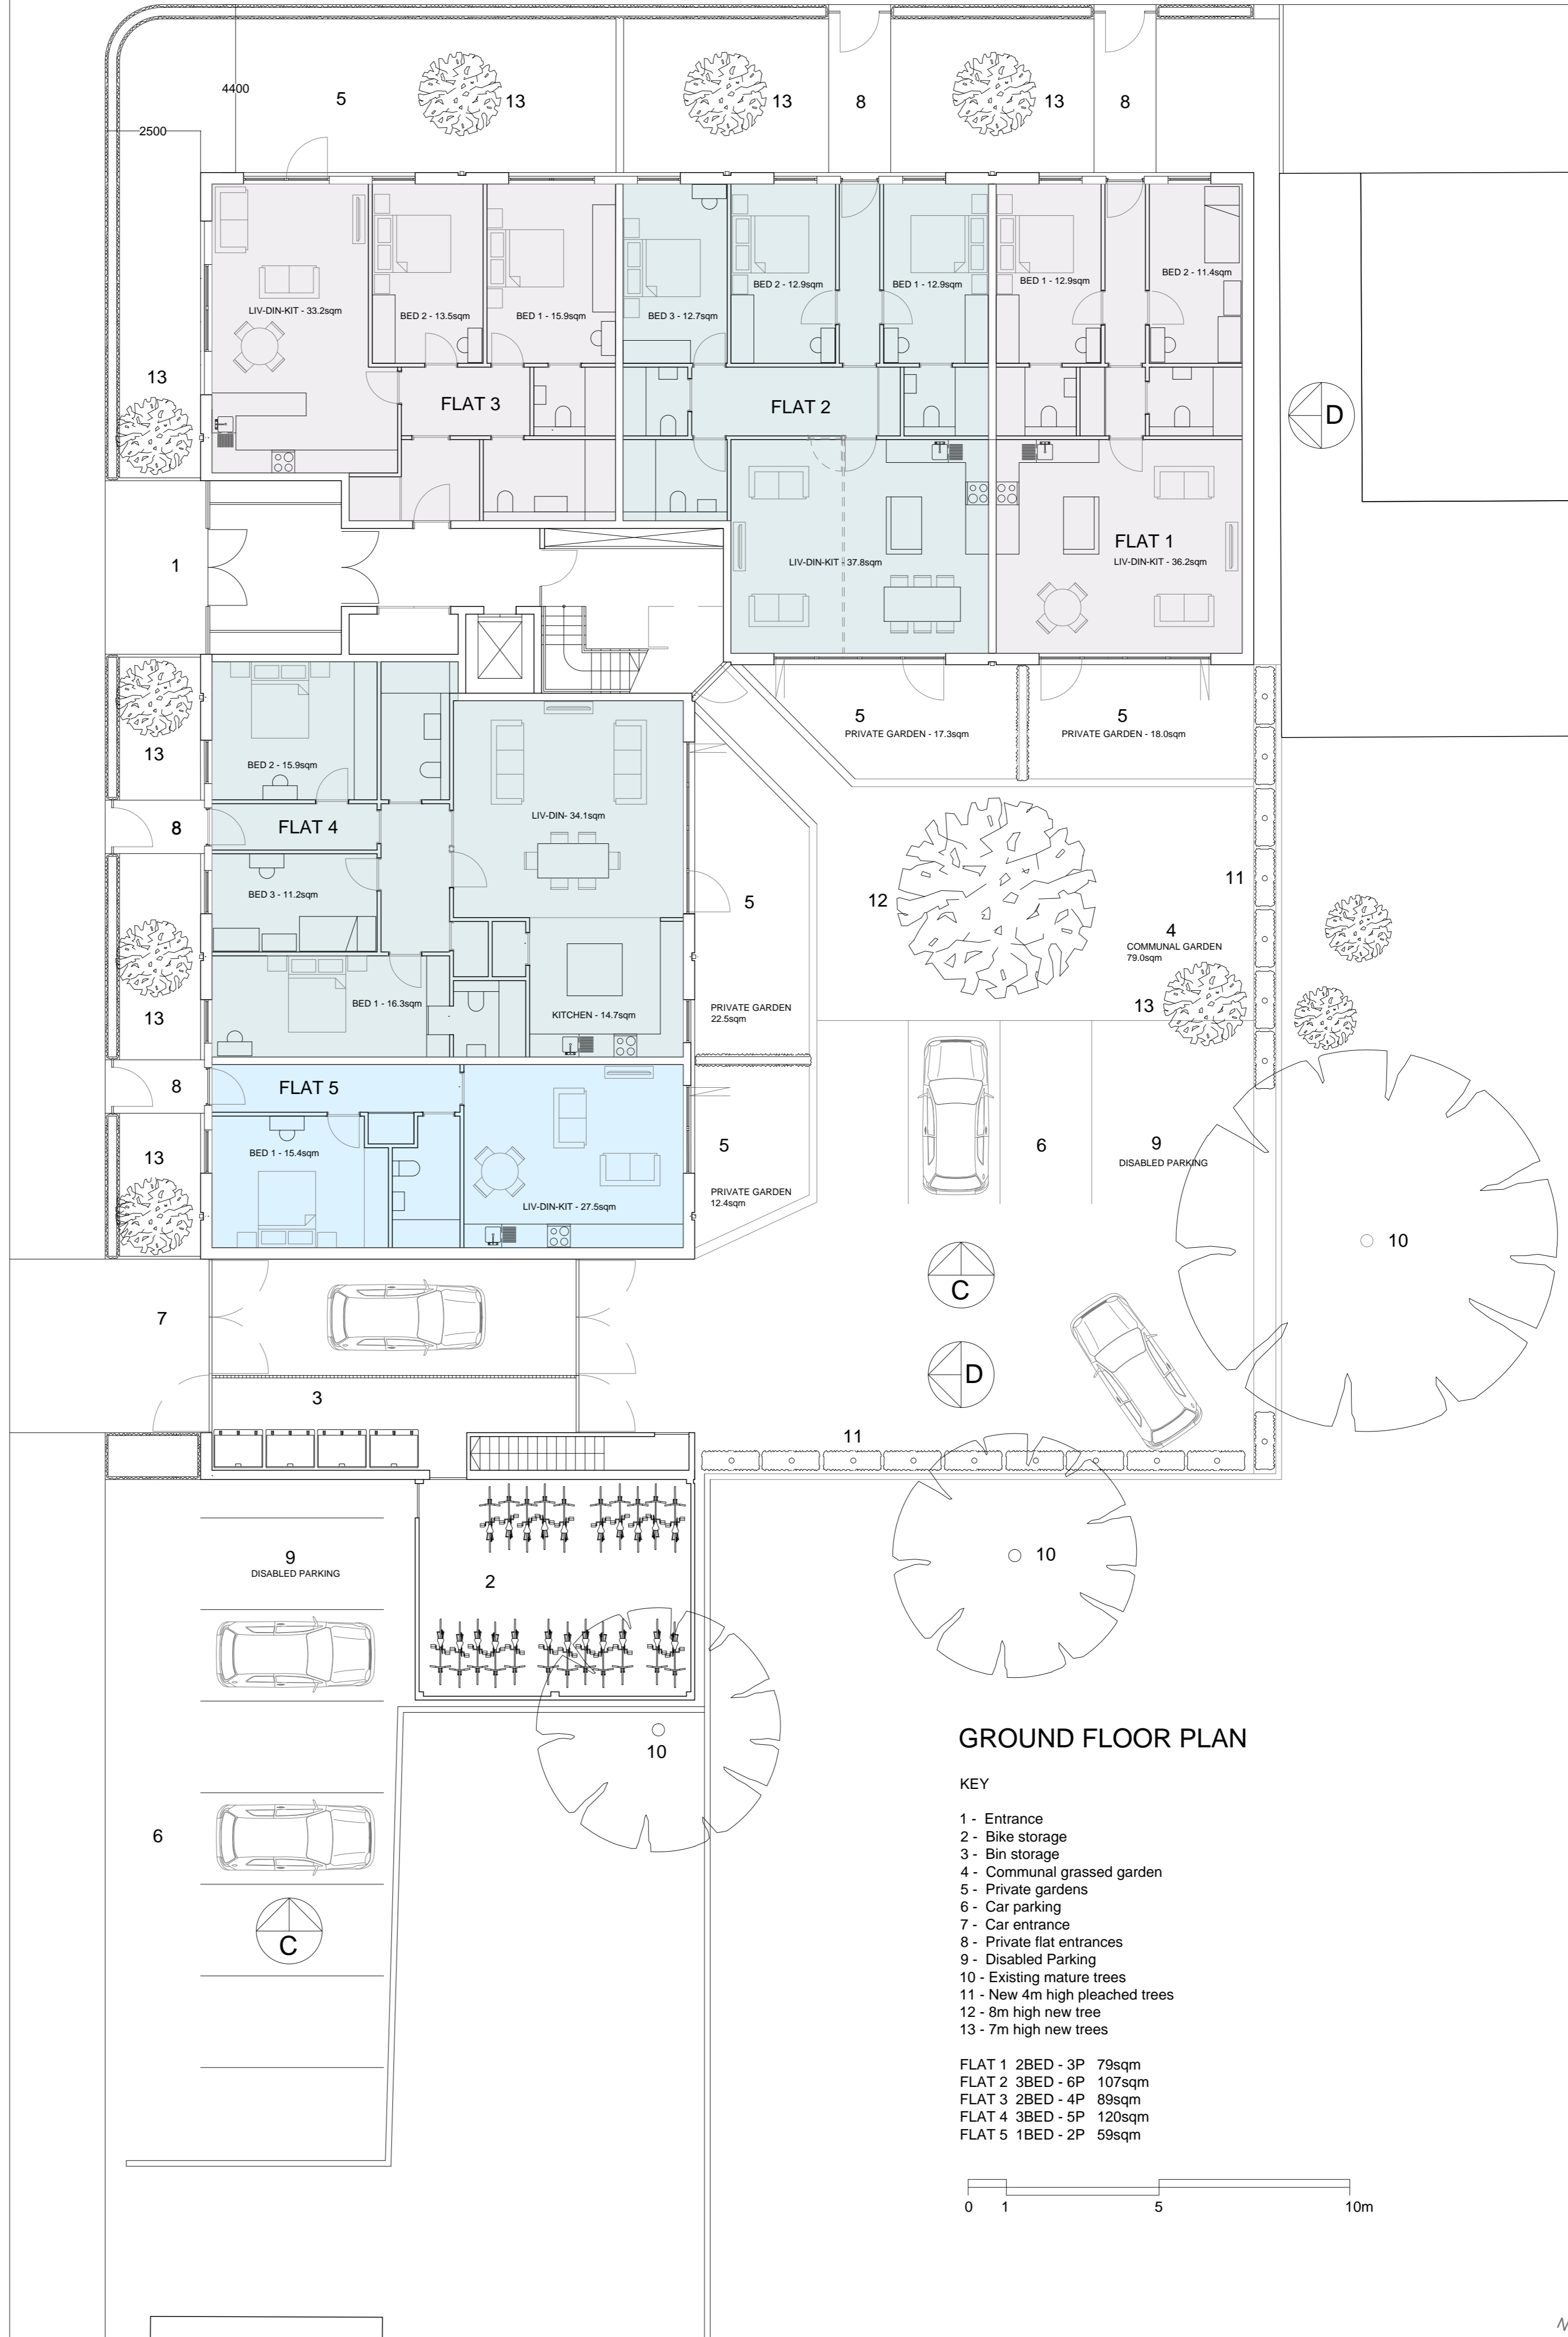 4400
5
13
13
8
13
8
2500
LIV-DIN-KIT - 33.2sqm
BED 2 - 13.5sqm
BED 1 - 15.9sqm
BED 3 - 12.7sqm
BED 2 - 12.9sqm
BED 1 - 12.9sqm
BED 1 - 12.9sqm
BED 2 - 11.4sqm
13
FLAT 3
FLAT 2
D
1
LIV-DIN-KIT - 37.8sqm
FLAT 1
LIV-DIN-KIT - 36.2sqm
5
PRIVATE GARDEN - 17.3sqm
5
PRIVATE GARDEN - 18.0sqm
13
BED 2 - 15.9sqm
8
FLAT 4
LIV-DIN- 34.1sqm
BED 3 - 11.2sqm
5
12
11
4
COMMUNAL GARDEN
79.0sqm
13
BED 1 - 16.3sqm
KITCHEN - 14.7sqm
PRIVATE GARDEN
22.5sqm
13
8
FLAT 5
13
BED 1 - 15.4sqm
LIV-DIN-KIT - 27.5sqm
5
PRIVATE GARDEN
12.4sqm
6
9
DISABLED PARKING
10
C
7
D
3
11
9
DISABLED PARKING
2
10
10
6
C
GROUND FLOOR PLAN
KEY
1 - Entrance
2 - Bike storage
3 - Bin storage
4 - Communal grassed garden
5 - Private gardens
6 - Car parking
7 - Car entrance
8 - Private flat entrances
9 - Disabled Parking
10 - Existing mature trees
11 - New 4m high pleached trees
12 - 8m high new tree
13 - 7m high new trees
FLAT 1 2BED - 3P 79sqm
FLAT 2 3BED - 6P 107sqm
FLAT 3 2BED - 4P 89sqm
FLAT 4 3BED - 5P 120sqm
FLAT 5 1BED - 2P 59sqm
0 1 5 10m